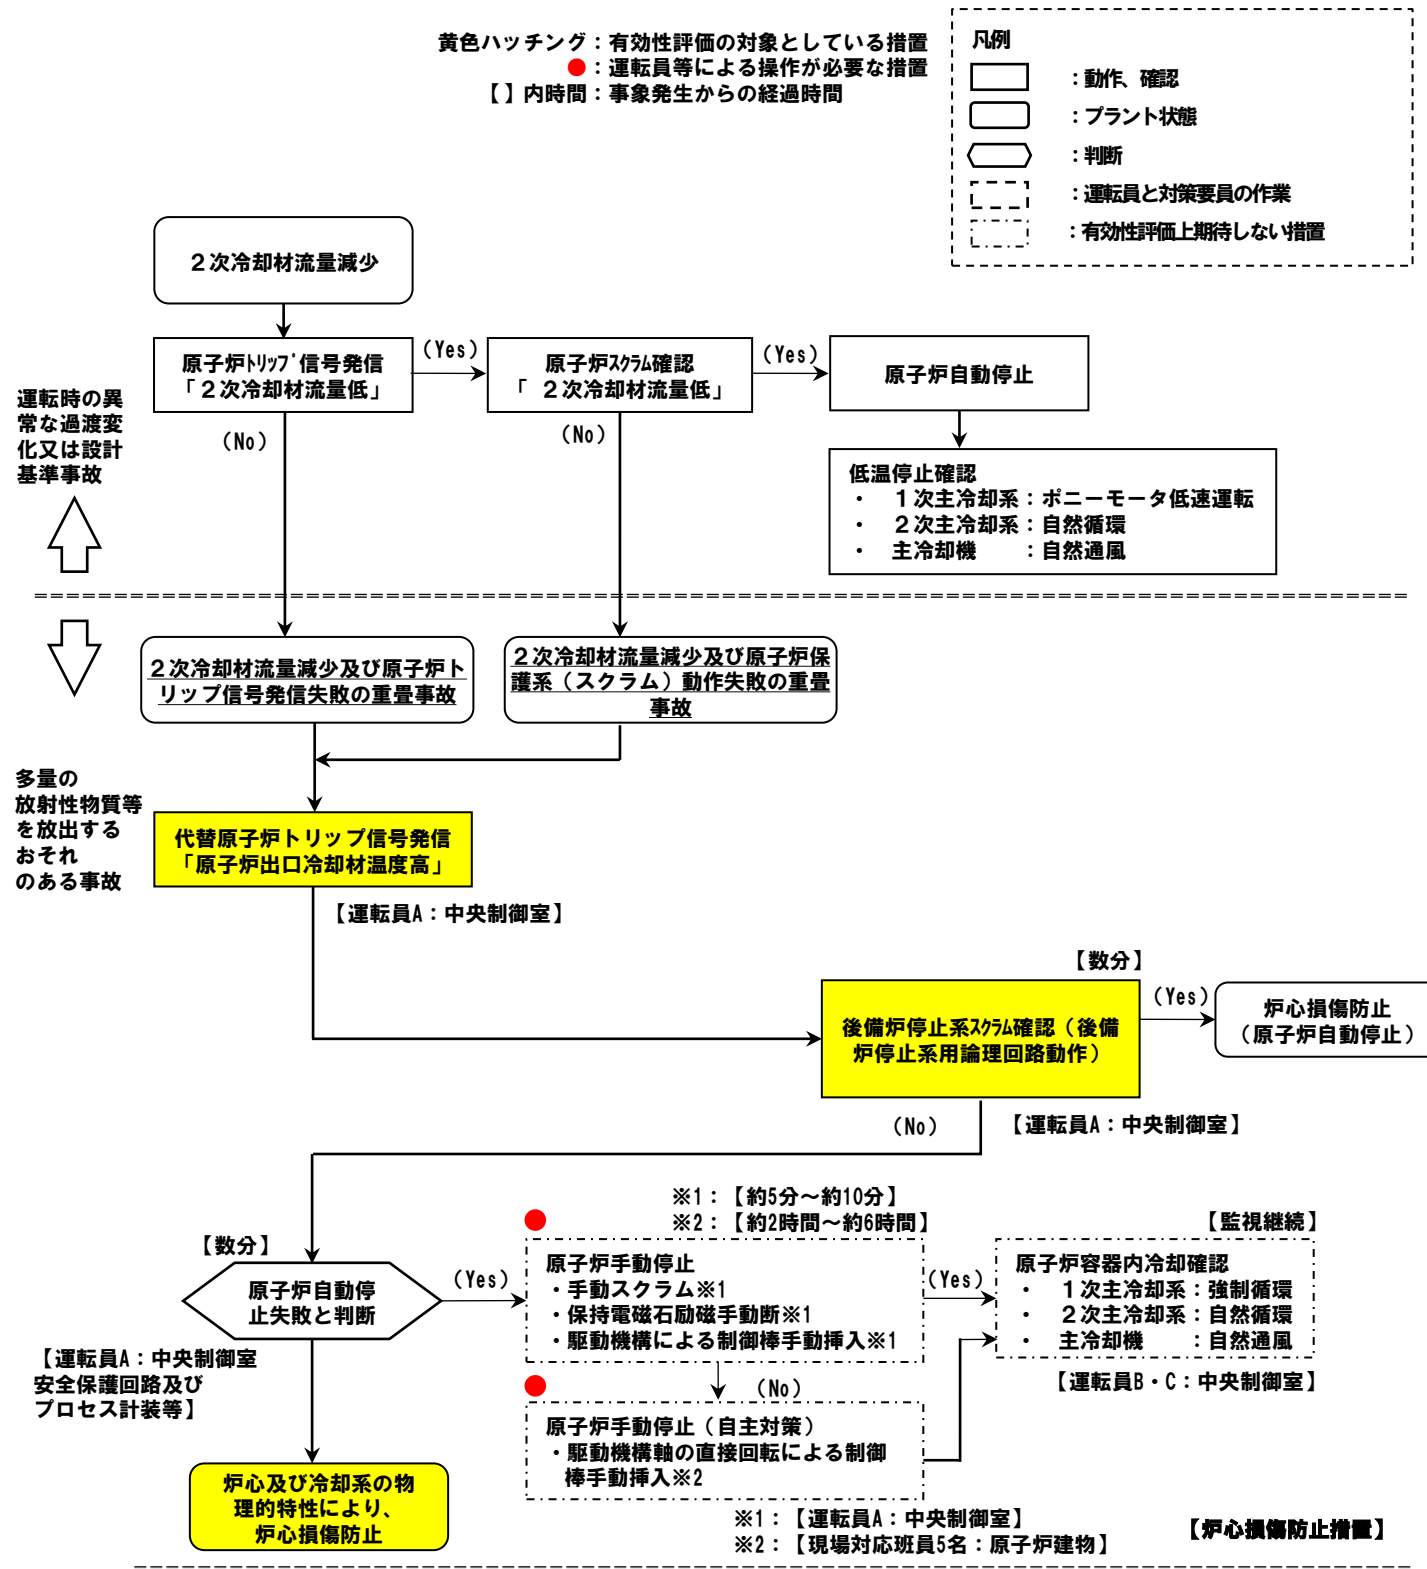 黄色ハッチング：有効性評価の対象としている措置
●：運転員等による操作が必要な措置
【】内時間：事象発生からの経過時間
凡例
：動作、確認
：プラント状態
：判断
：運転員と対策要員の作業
：有効性評価上期待しない措置
２次冷却材流量減少
原子炉ﾄﾘｯﾌﾟ信号発信
「２次冷却材流量低」
（Yes）
原子炉ｽｸﾗﾑ確認
「 ２次冷却材流量低」
（Yes）
原子炉自動停止
運転時の異
常な過渡変
化又は設計
基準事故
（No）
（No）
低温停止確認
・ １次主冷却系：ポニーモータ低速運転
・ ２次主冷却系：自然循環
・ 主冷却機 ：自然通風
２次冷却材流量減少及び原子炉ト
リップ信号発信失敗の重畳事故
２次冷却材流量減少及び原子炉保
護系（スクラム）動作失敗の重畳
事故
多量の
放射性物質等
を放出する
おそれ
のある事故
代替原子炉トリップ信号発信
「原子炉出口冷却材温度高」
【運転員A：中央制御室】
【数分】
後備炉停止系ｽｸﾗﾑ確認（後備
炉停止系用論理回路動作）
（Yes）
炉心損傷防止
（原子炉自動停止）
（No）
【運転員A：中央制御室】
※1：【約5分～約10分】
※2：【約2時間～約6時間】
【数分】
原子炉自動停
止失敗と判断
（Yes）
原子炉手動停止
・手動スクラム※1
・保持電磁石励磁手動断※1
・駆動機構による制御棒手動挿入※1
（Yes）
【監視継続】
原子炉容器内冷却確認
・ １次主冷却系：強制循環
・ ２次主冷却系：自然循環
・ 主冷却機 ：自然通風
【運転員B・C：中央制御室】
【運転員A：中央制御室
安全保護回路及び
プロセス計装等】
（No）
原子炉手動停止（自主対策）
・駆動機構軸の直接回転による制御
棒手動挿入※2
炉心及び冷却系の物
理的特性により、
炉心損傷防止
※1：【運転員A：中央制御室】
※2：【現場対応班員5名：原子炉建物】
【炉心損傷防止措置】